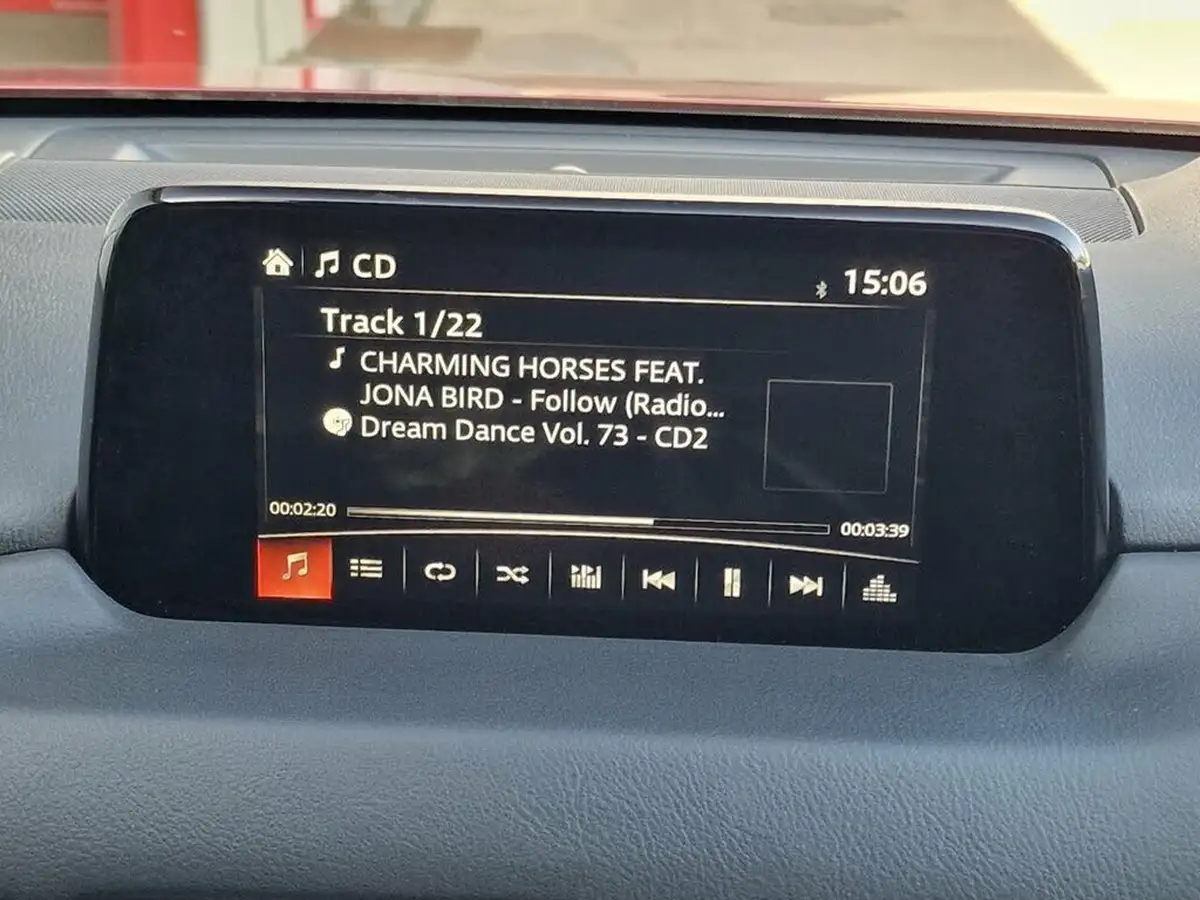 CD
15:06
Track 1/22
CHARMING HORSES FEAT.
JONA BIRD - Follow (Radio...
Dream Dance Vol. 73 - CD2
00:02:20
00:03:39